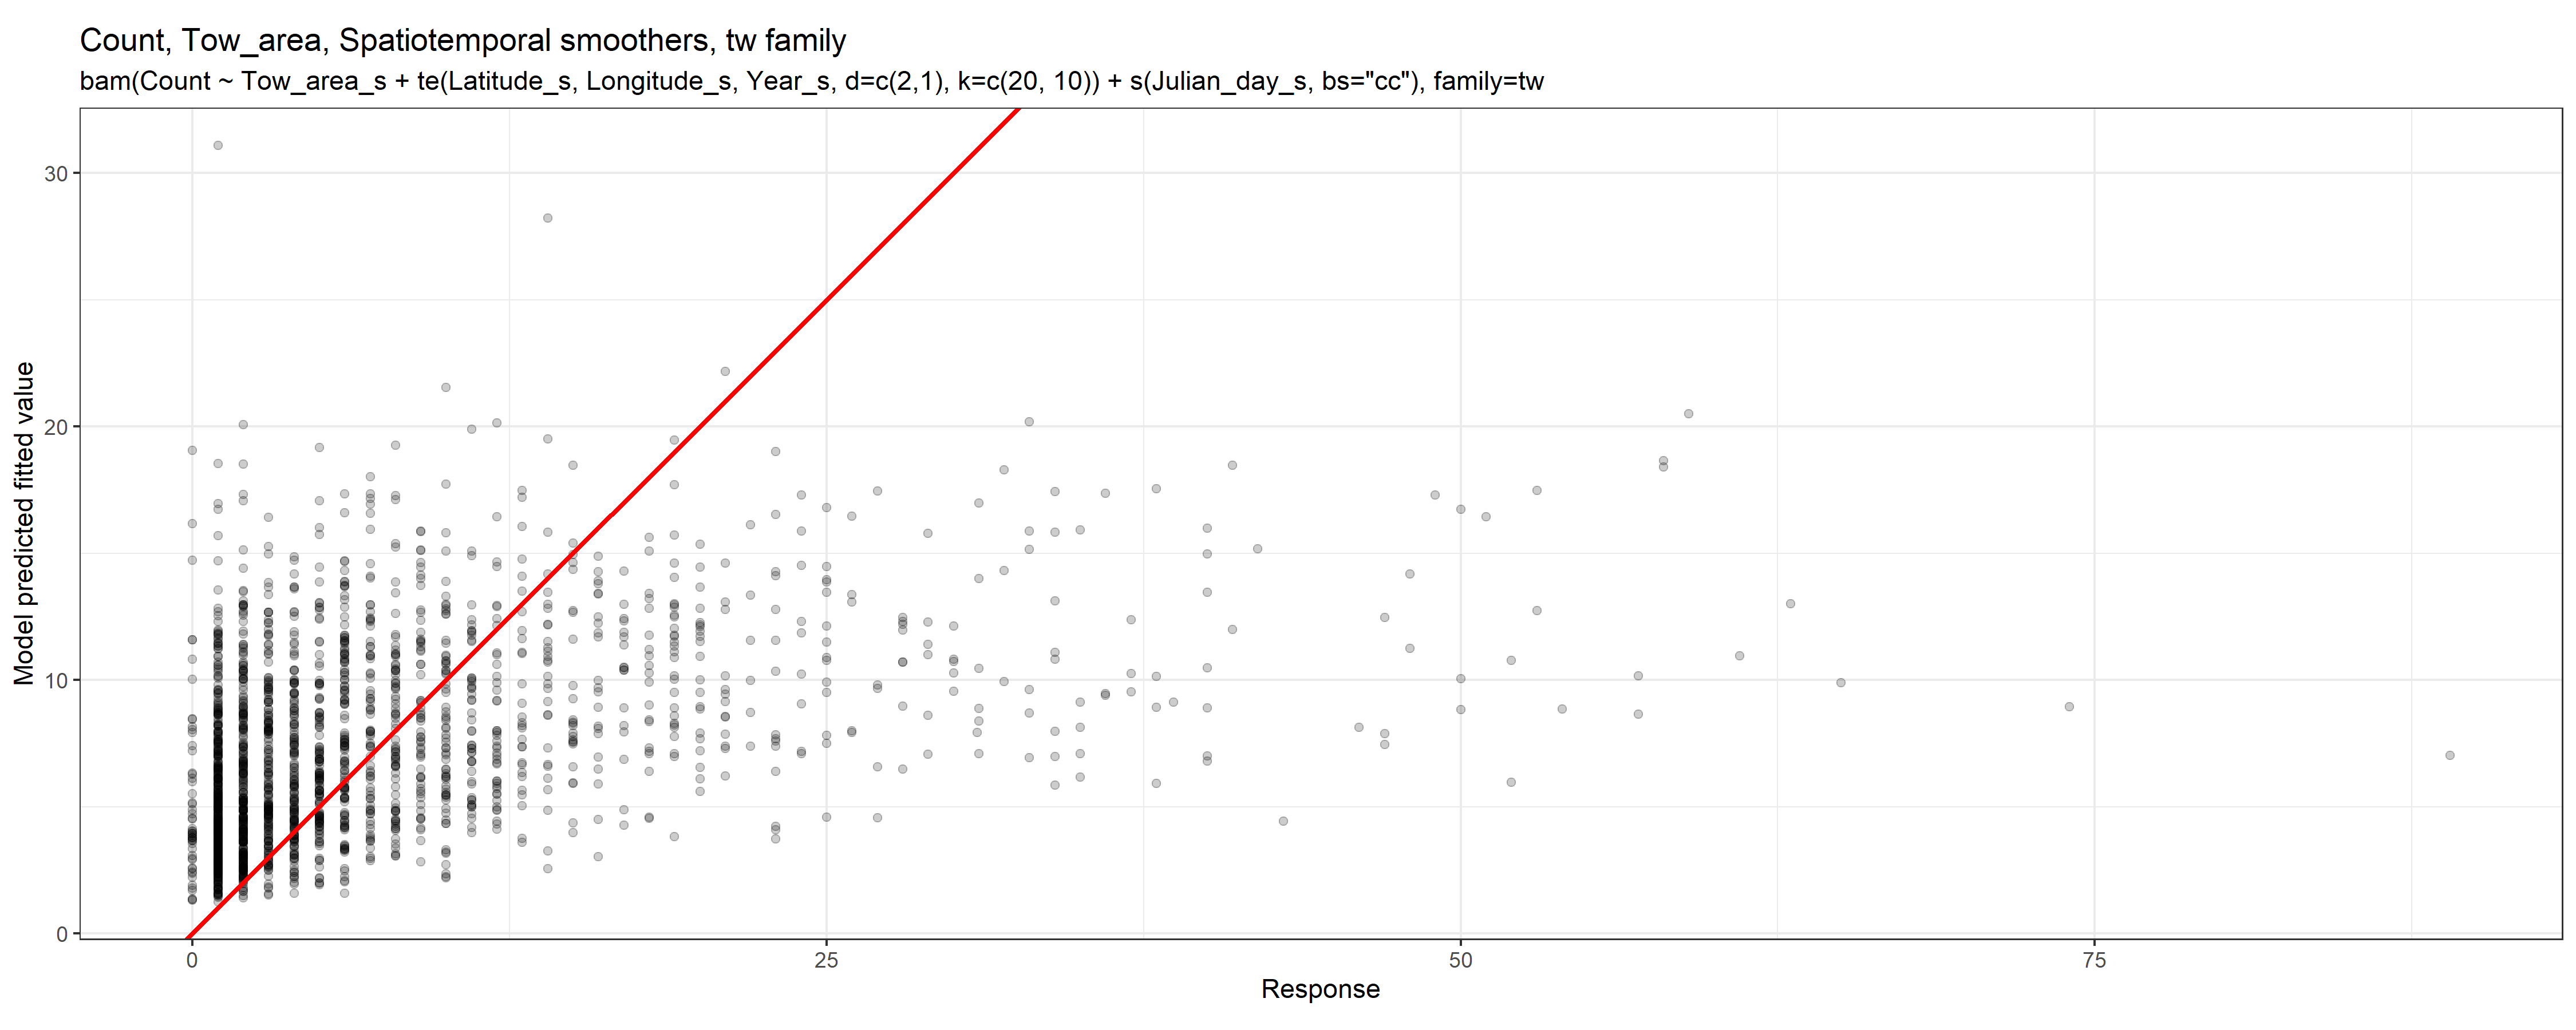 Count, Tow_area, Spatiotemporal smoothers, tw family
bam(Count ~ Tow_area_s + te(Latitude_s, Longitude_s, Year_s, d=c(2,1), k=c(20, 10)) + s(Julian_day_s, bs="cc"), family=tw
Model predicted fitted value
30
20
10
0
0
25
50
75
Response